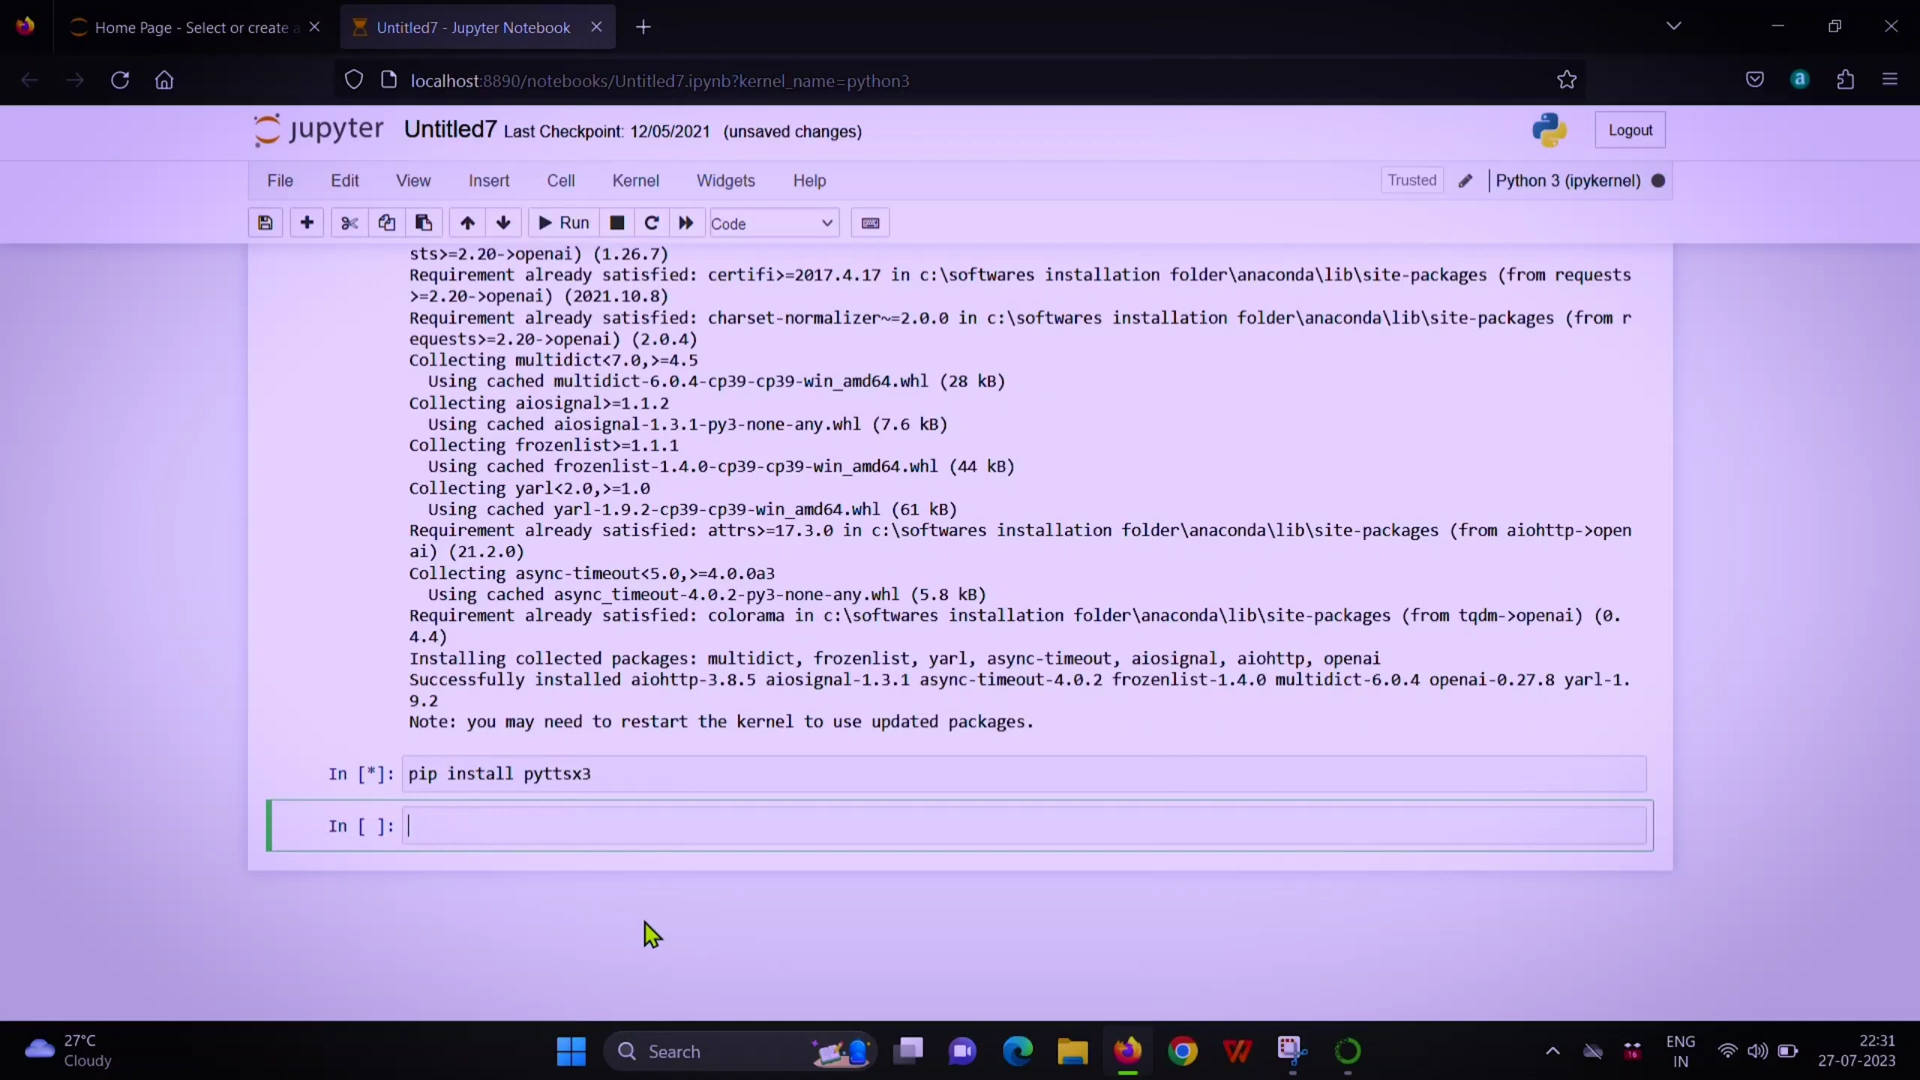 Home Page - Select or create a
Untitled7 - Jupyter Notebook
localhost:8890/notebooks/Untitled7.ipynb?kernel_name=python3
jupyter Untitled7 Last Checkpoint: 12/05/2021 (unsaved changes)
Logout
File Edit View Insert Cell Kernel Widgets Help
Trusted
Python 3 (ipykernel)
Run
Code
sts>=2.20->openai) (1.26.7)
Requirement already satisfied: certifi>=2017.4.17 in c:\softwares installation folder\anaconda\lib\site-packages (from requests
>=2.20->openai) (2021.10.8)
Requirement already satisfied: charset-normalizer~=2.0.0 in c:\softwares installation folder\anaconda\lib\site-packages (from r
equests>=2.20->openai) (2.0.4)
Collecting multidict<7.0,>=4.5
Using cached multidict-6.0.4-cp39-cp39-win_amd64.whl (28 kB)
Collecting aiosignal>=1.1.2
Using cached aiosignal-1.3.1-py3-none-any.whl (7.6 kB)
Collecting frozenlist>=1.1.1
Using cached frozenlist-1.4.0-cp39-cp39-win_amd64.whl (44 kB)
Collecting yarl<2.0,>=1.0
Using cached yarl-1.9.2-cp39-cp39-win_amd64.whl (61 kB)
Requirement already satisfied: attrs>=17.3.0 in c:\softwares installation folder\anaconda\lib\site-packages (from aiohttp->open
ai) (21.2.0)
Collecting async-timeout<5.0,>=4.0.0a3
Using cached async_timeout-4.0.2-py3-none-any.whl (5.8 kB)
Requirement already satisfied: colorama in c:\softwares installation folder\anaconda\lib\site-packages (from tqdm->openai) (0.
4.4)
Installing collected packages: multidict, frozenlist, yarl, async-timeout, aiosignal, aiohttp, openai
Successfully installed aiohttp-3.8.5 aiosignal-1.3.1 async-timeout-4.0.2 frozenlist-1.4.0 multidict-6.0.4 openai-0.27.8 yarl-1.
9.2
Note: you may need to restart the kernel to use updated packages.
In [*]: pip install pyttsx3
In [ ]:
27°C
Cloudy
Search
16
ENG
IN
22:31
27-07-2023